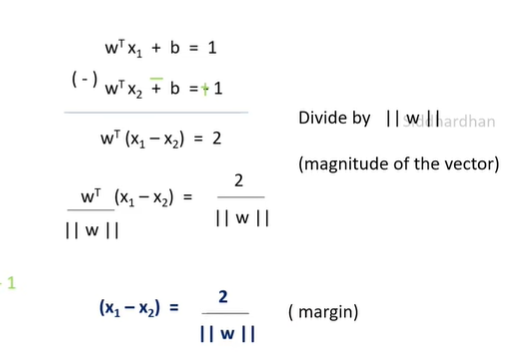 wᵀx₁ + b = 1
(-) wᵀx₂ + b = -1
wᵀ (x₁ – x₂) = 2
Divide by || w ||
(magnitude of the vector)
wᵀ/|| w || (x₁ – x₂) = 2/|| w ||
1
(x₁ – x₂) = 2/|| w || ( margin)